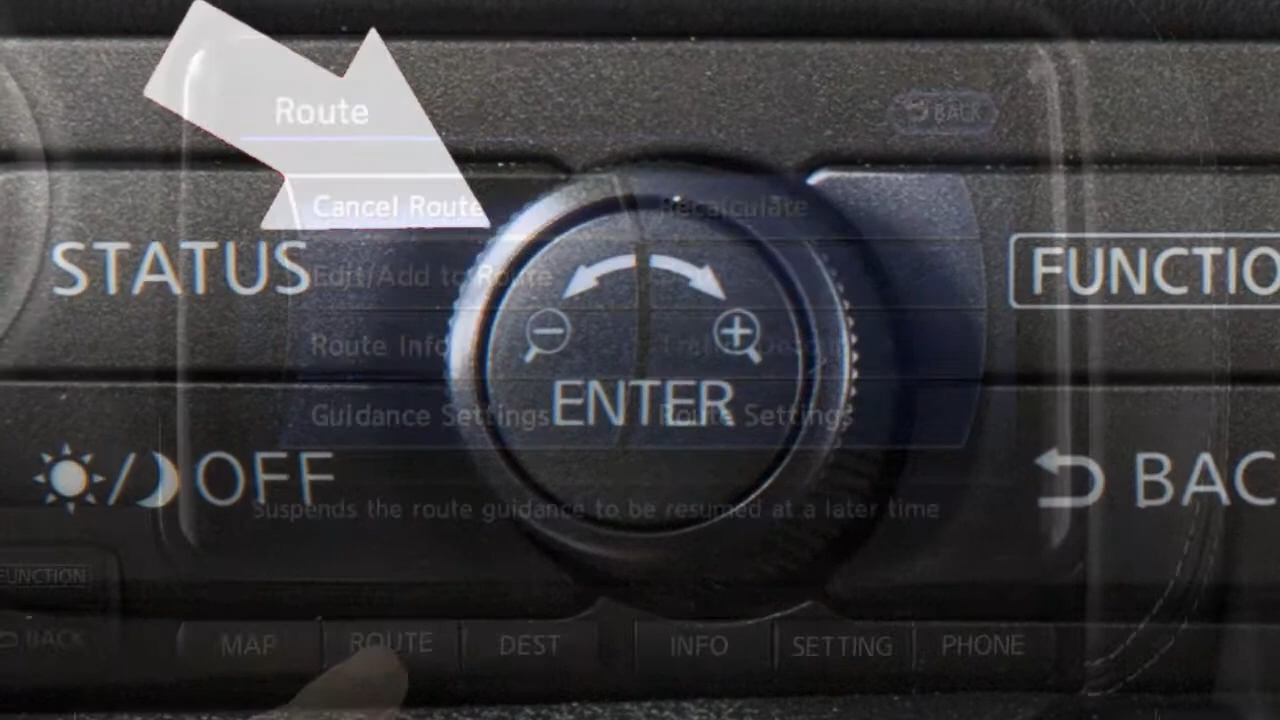 Route
BACK
Cancel Route
Recalculate
STATUS
Edit/Add to Route
FUNCTIO
Route Info
Guidance Settings
ENTER
Route Settings
OFF
BAC
Suspends the route guidance to be resumed at a later time
FUNCTION
BACK
MAP
ROUTE
DEST
INFO
SETTING
PHONE